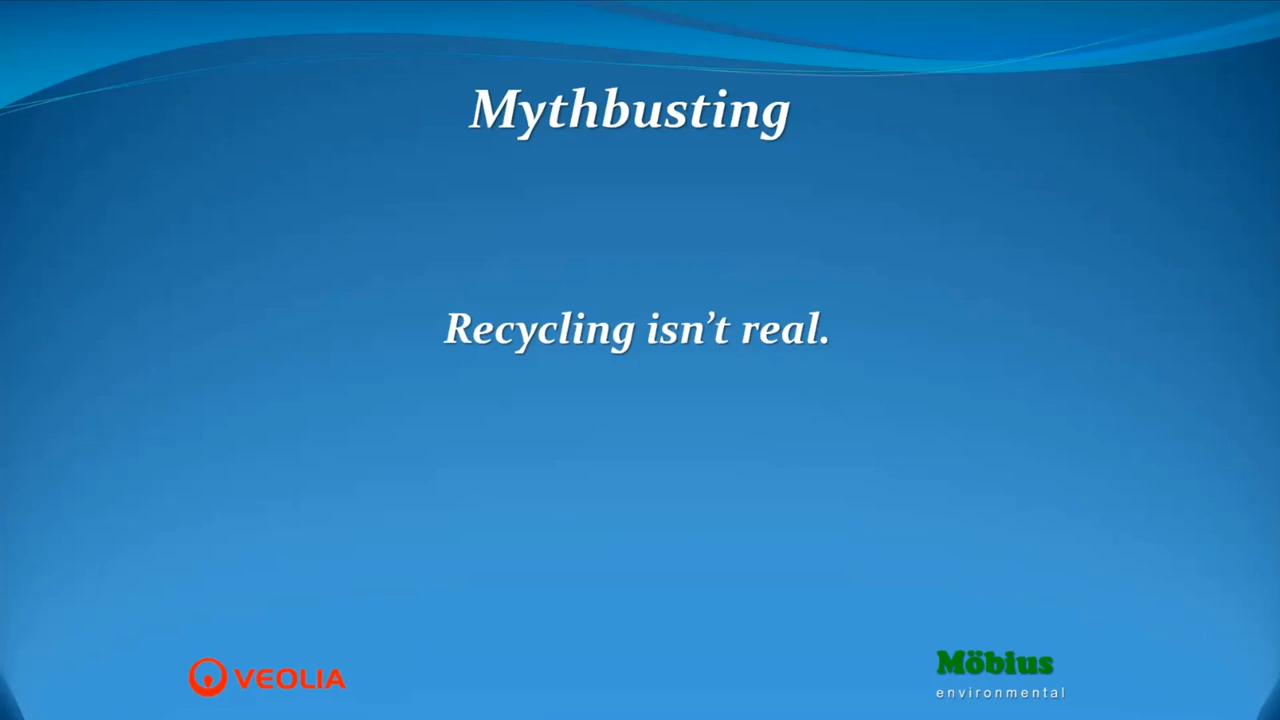 Mythbusting
Recycling isn’t real.
VEOLIA
Möbius
environmental